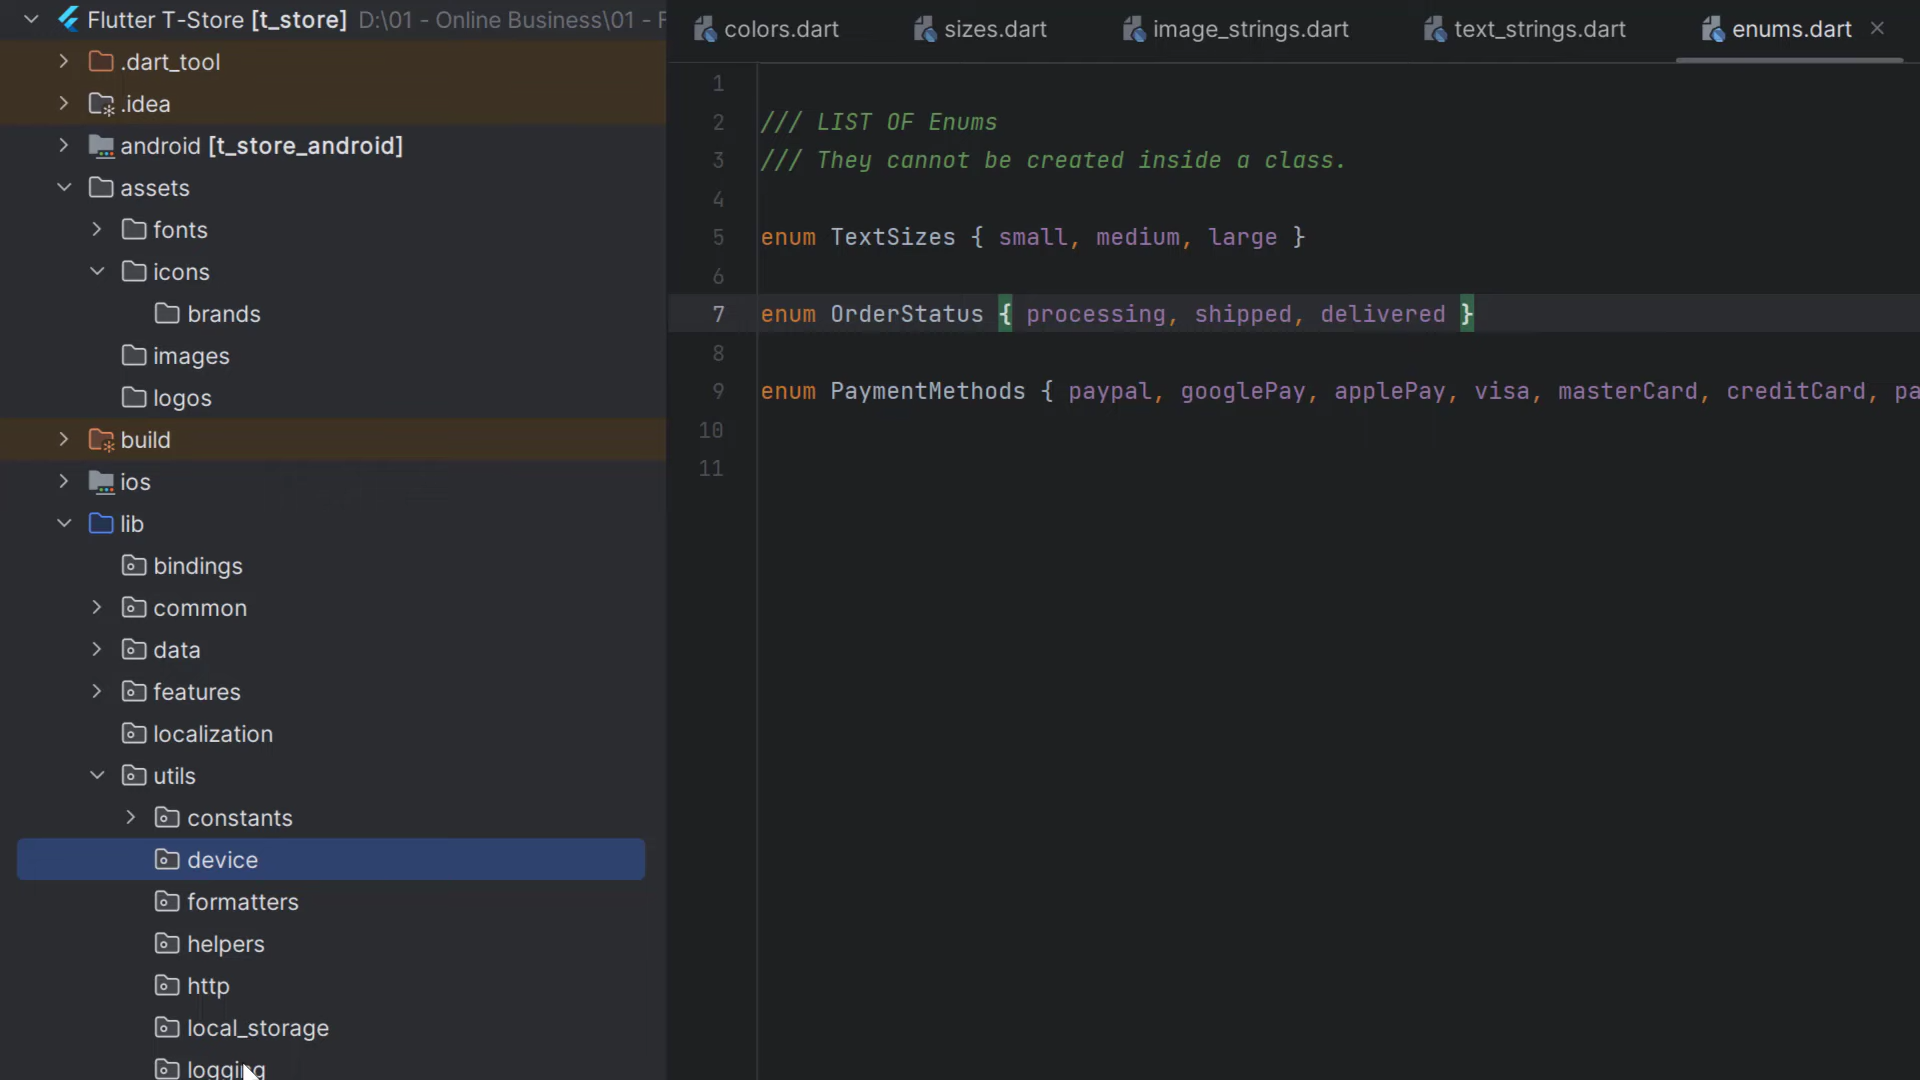 Flutter T-Store [t_store] D:\01 - Online Business\01 -
.dart_tool
.idea
android [t_store_android]
assets
fonts
icons
brands
images
logos
build
ios
lib
bindings
common
data
features
localization
utils
constants
device
formatters
helpers
http
local_storage
logging
colors.dart sizes.dart image_strings.dart text_strings.dart enums.dart
1
2 /// LIST OF Enums
3 /// They cannot be created inside a class.
4
5 enum TextSizes { small, medium, large }
6
7 enum OrderStatus { processing, shipped, delivered }
8
9 enum PaymentMethods { paypal, googlePay, applePay, visa, masterCard, creditCard, pa
10
11